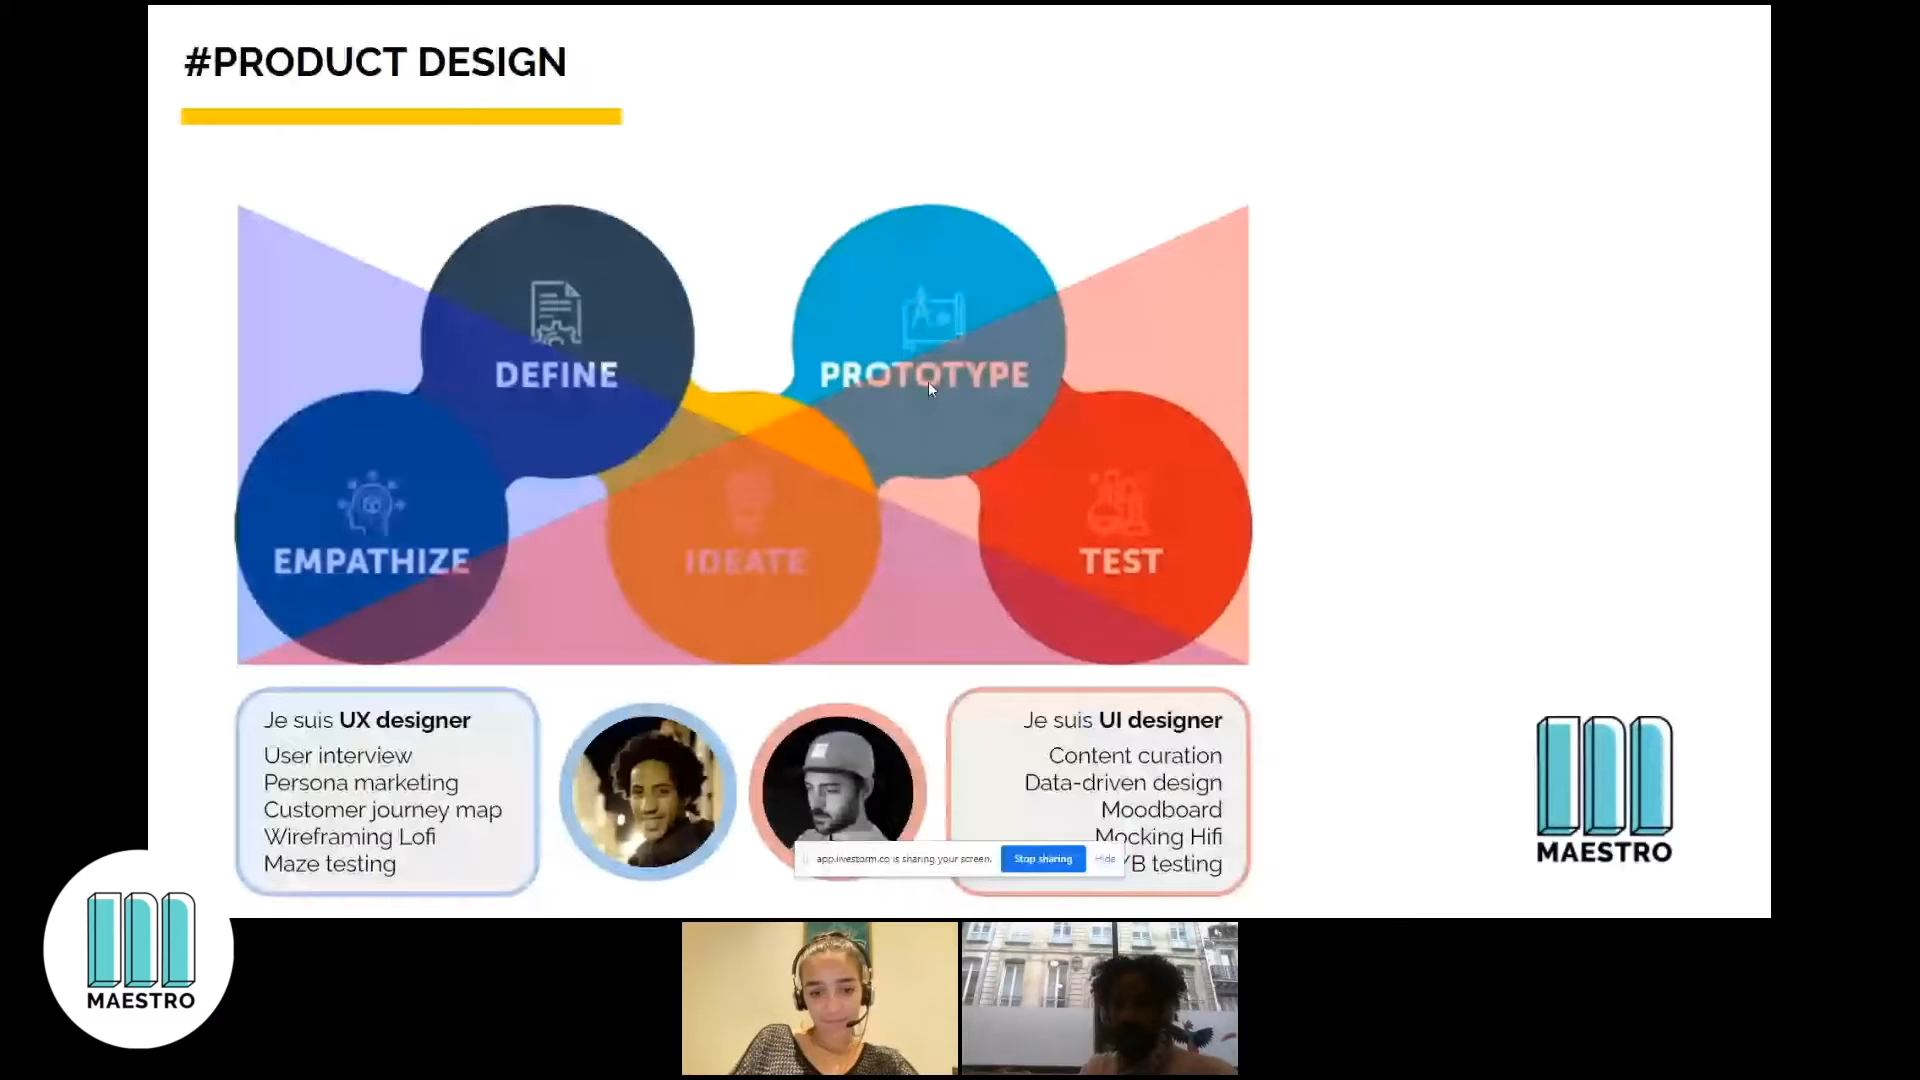 #PRODUCT DESIGN
DEFINE
PROTOTYPE
EMPATHIZE
IDEATE
TEST
Je suis UX designer
User interview
Persona marketing
Customer journey map
Wireframing Lofi
Maze testing
Je suis UI designer
Content curation
Data-driven design
Moodboard
Mocking Hifi
/B testing
app.livestorm.co is sharing your screen.
Stop sharing
Hide
MAESTRO
MAESTRO